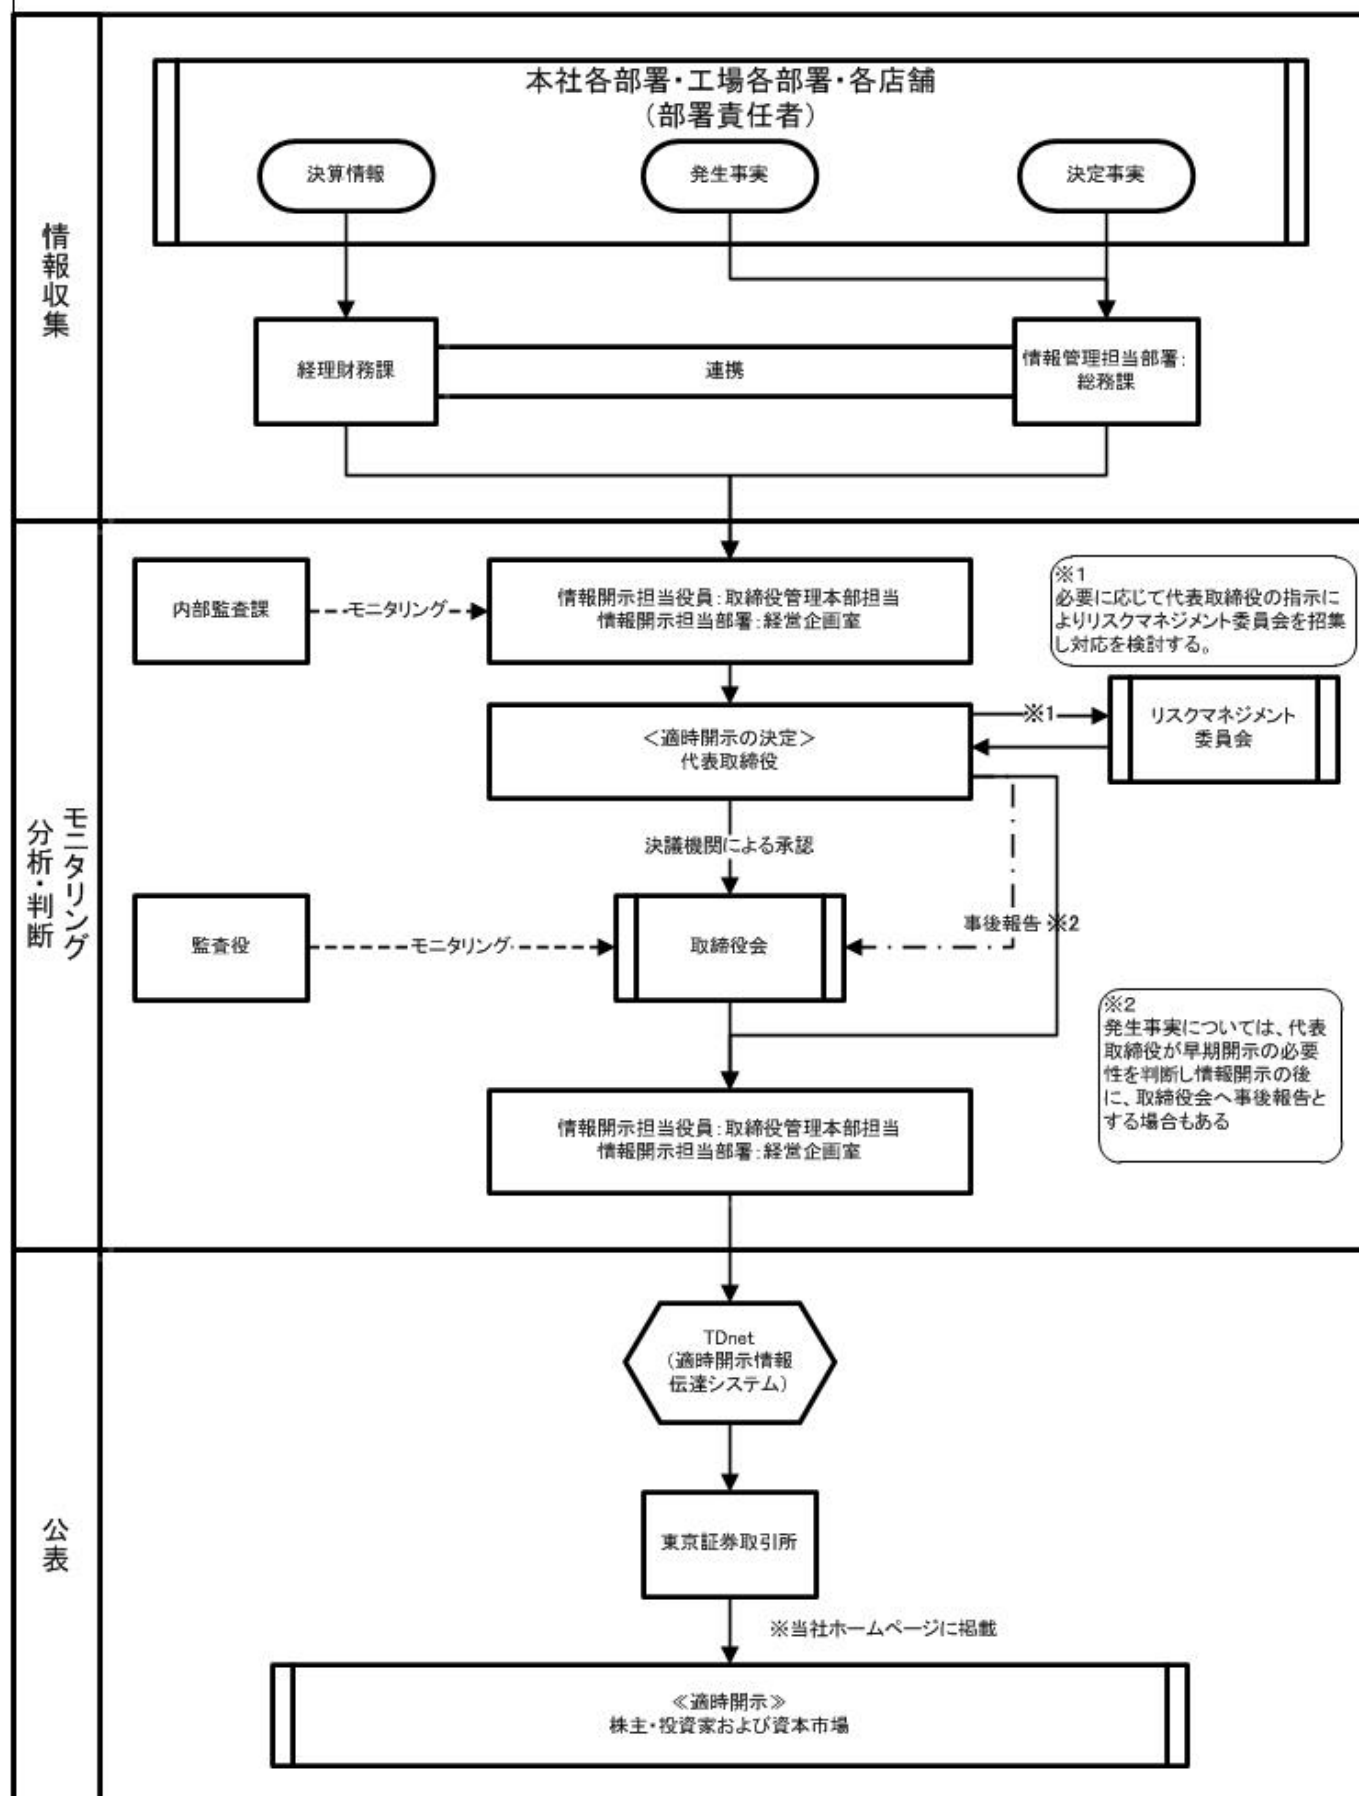 本社各部署・工場各部署・各店舗
（部署責任者）
決算情報
発生事実
決定事実
情報収集
経理財務課
連携
情報管理担当部署：
総務課
内部監査課
モニタリング
情報開示担当役員：取締役管理本部担当
情報開示担当部署：経営企画室
※1
必要に応じて代表取締役の指示に
よりリスクマネジメント委員会を招集
し対応を検討する。
＜適時開示の決定＞
代表取締役
※1
リスクマネジメント
委員会
モニタリング
分析・判断
決議機関による承認
監査役
モニタリング
取締役会
事後報告 ※2
※2
発生事実については、代表
取締役が早期開示の必要
性を判断し情報開示の後
に、取締役会へ事後報告と
する場合もある
情報開示担当役員：取締役管理本部担当
情報開示担当部署：経営企画室
公表
TDnet
（適時開示情報
伝達システム）
東京証券取引所
※当社ホームページに掲載
≪適時開示≫
株主・投資家および資本市場